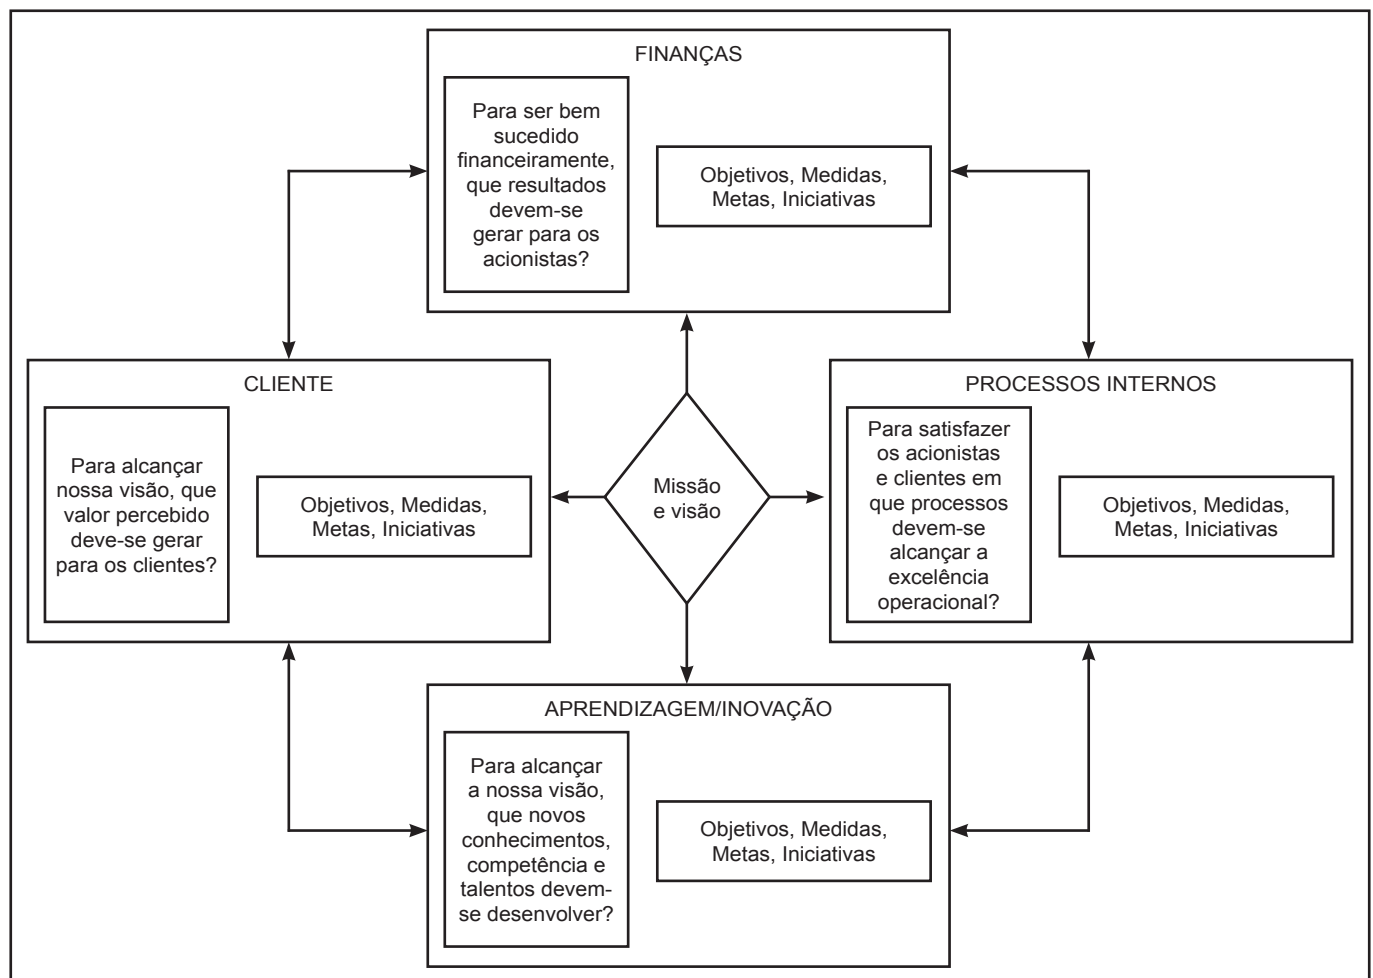 FINANÇAS
Para ser bem
sucedido
financeiramente,
que resultados
devem-se
gerar para os
acionistas?
Objetivos, Medidas,
Metas, Iniciativas
CLIENTE
Para alcançar
nossa visão, que
valor percebido
deve-se gerar
para os clientes?
Objetivos, Medidas,
Metas, Iniciativas
Missão
e visão
PROCESSOS INTERNOS
Para satisfazer
os acionistas
e clientes em
que processos
devem-se
alcançar a
excelência
operacional?
Objetivos, Medidas,
Metas, Iniciativas
APRENDIZAGEM/INOVAÇÃO
Para alcançar
a nossa visão,
que novos
conhecimentos,
competência e
talentos devem-
se desenvolver?
Objetivos, Medidas,
Metas, Iniciativas